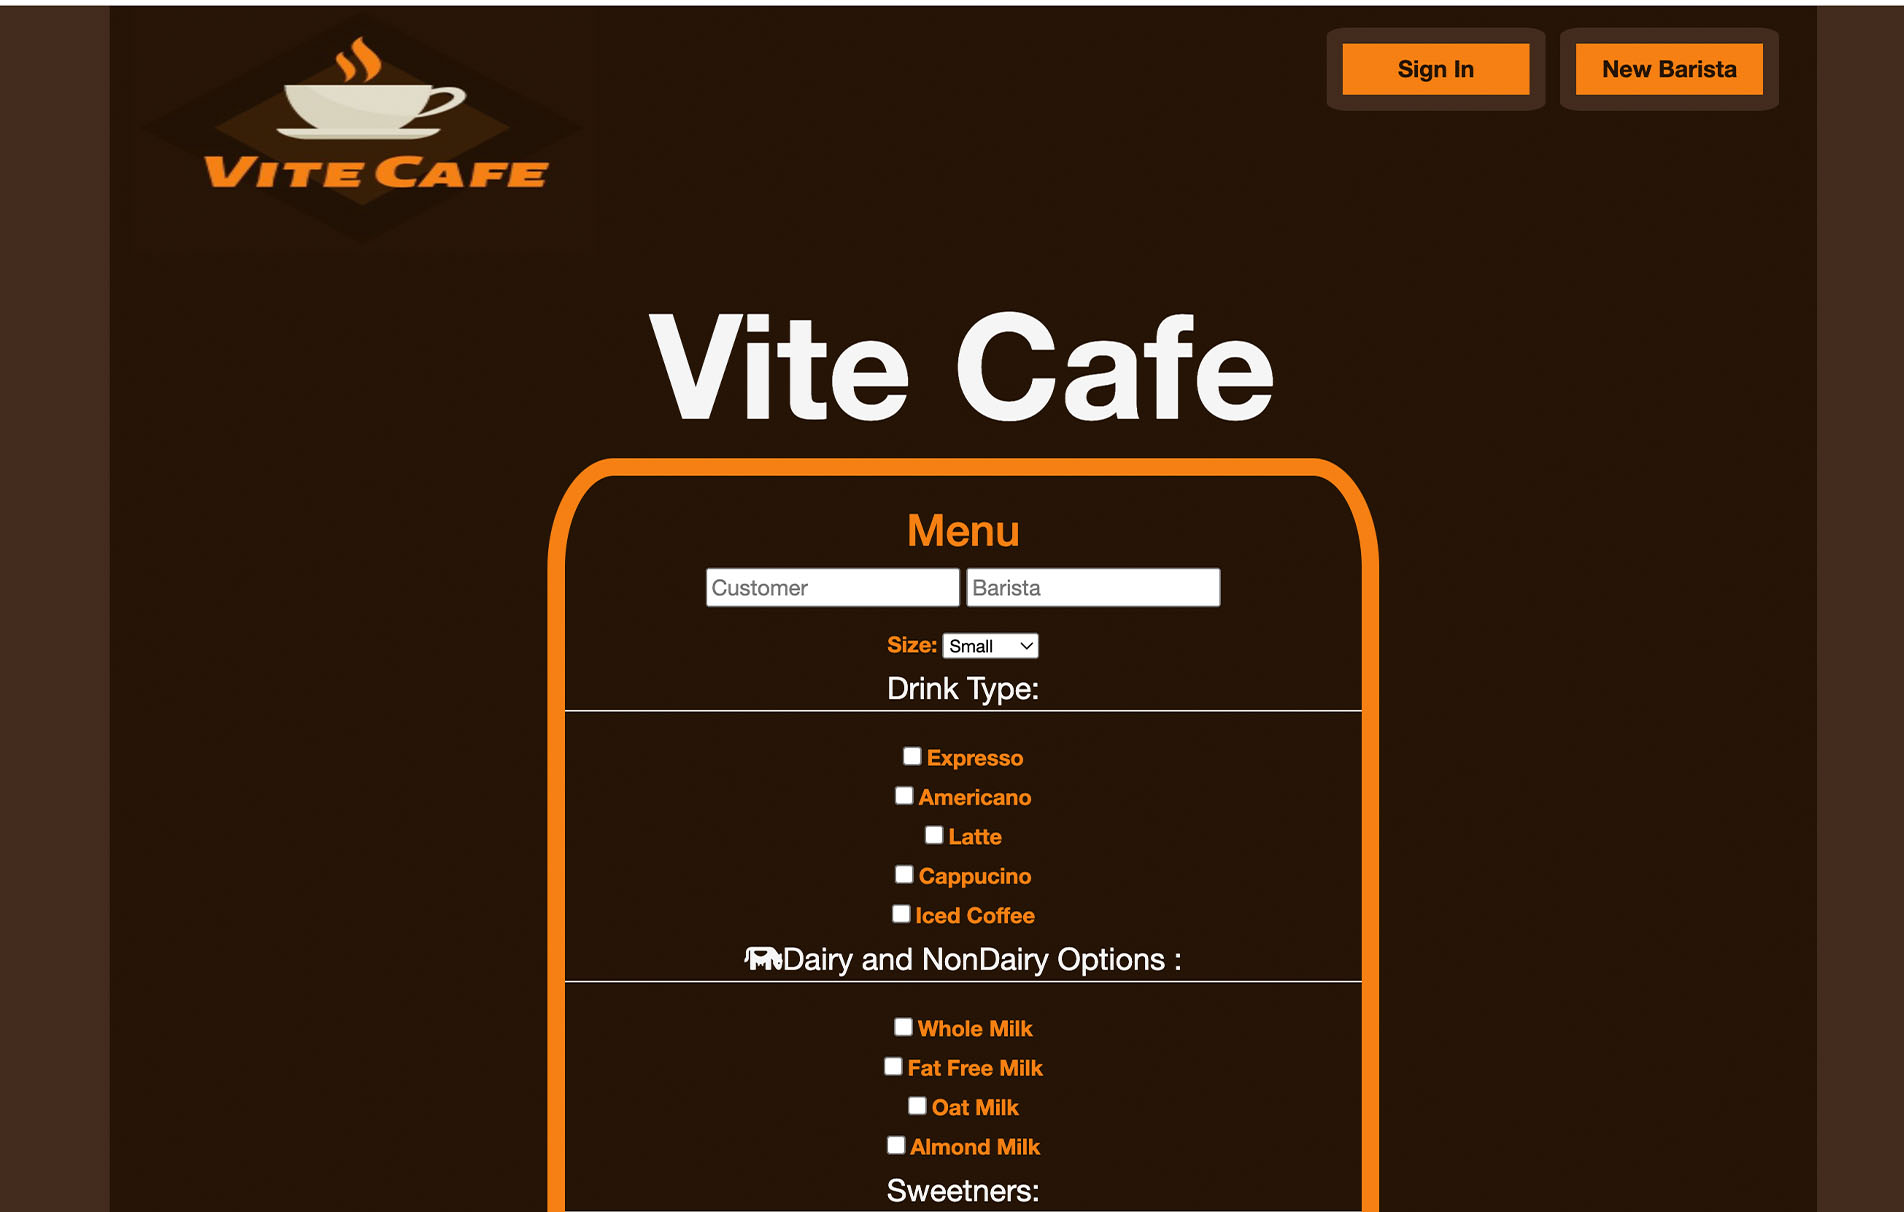 VITE CAFE
Sign In
New Barista
Vite Cafe
Menu
Customer Barista
Size: Small
Drink Type:
Expresso
Americano
Latte
Cappucino
Iced Coffee
Dairy and NonDairy Options :
Whole Milk
Fat Free Milk
Oat Milk
Almond Milk
Sweetners: